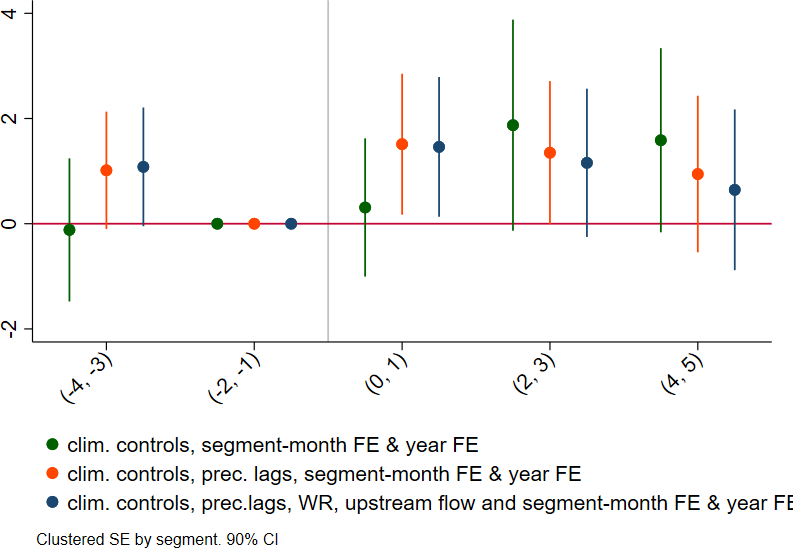 4
2
0
-2
(-4, -3)
(-2, -1)
(0, 1)
(2, 3)
(4, 5)
clim. controls, segment-month FE & year FE
clim. controls, prec. lags, segment-month FE & year FE
clim. controls, prec.lags, WR, upstream flow and segment-month FE & year FE
Clustered SE by segment. 90% CI